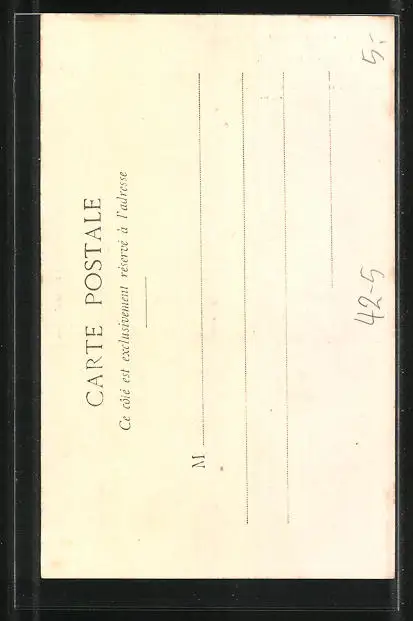 CARTE POSTALE
Ce côté est exclusivement réservé à l'adresse
M
42-5
5.-